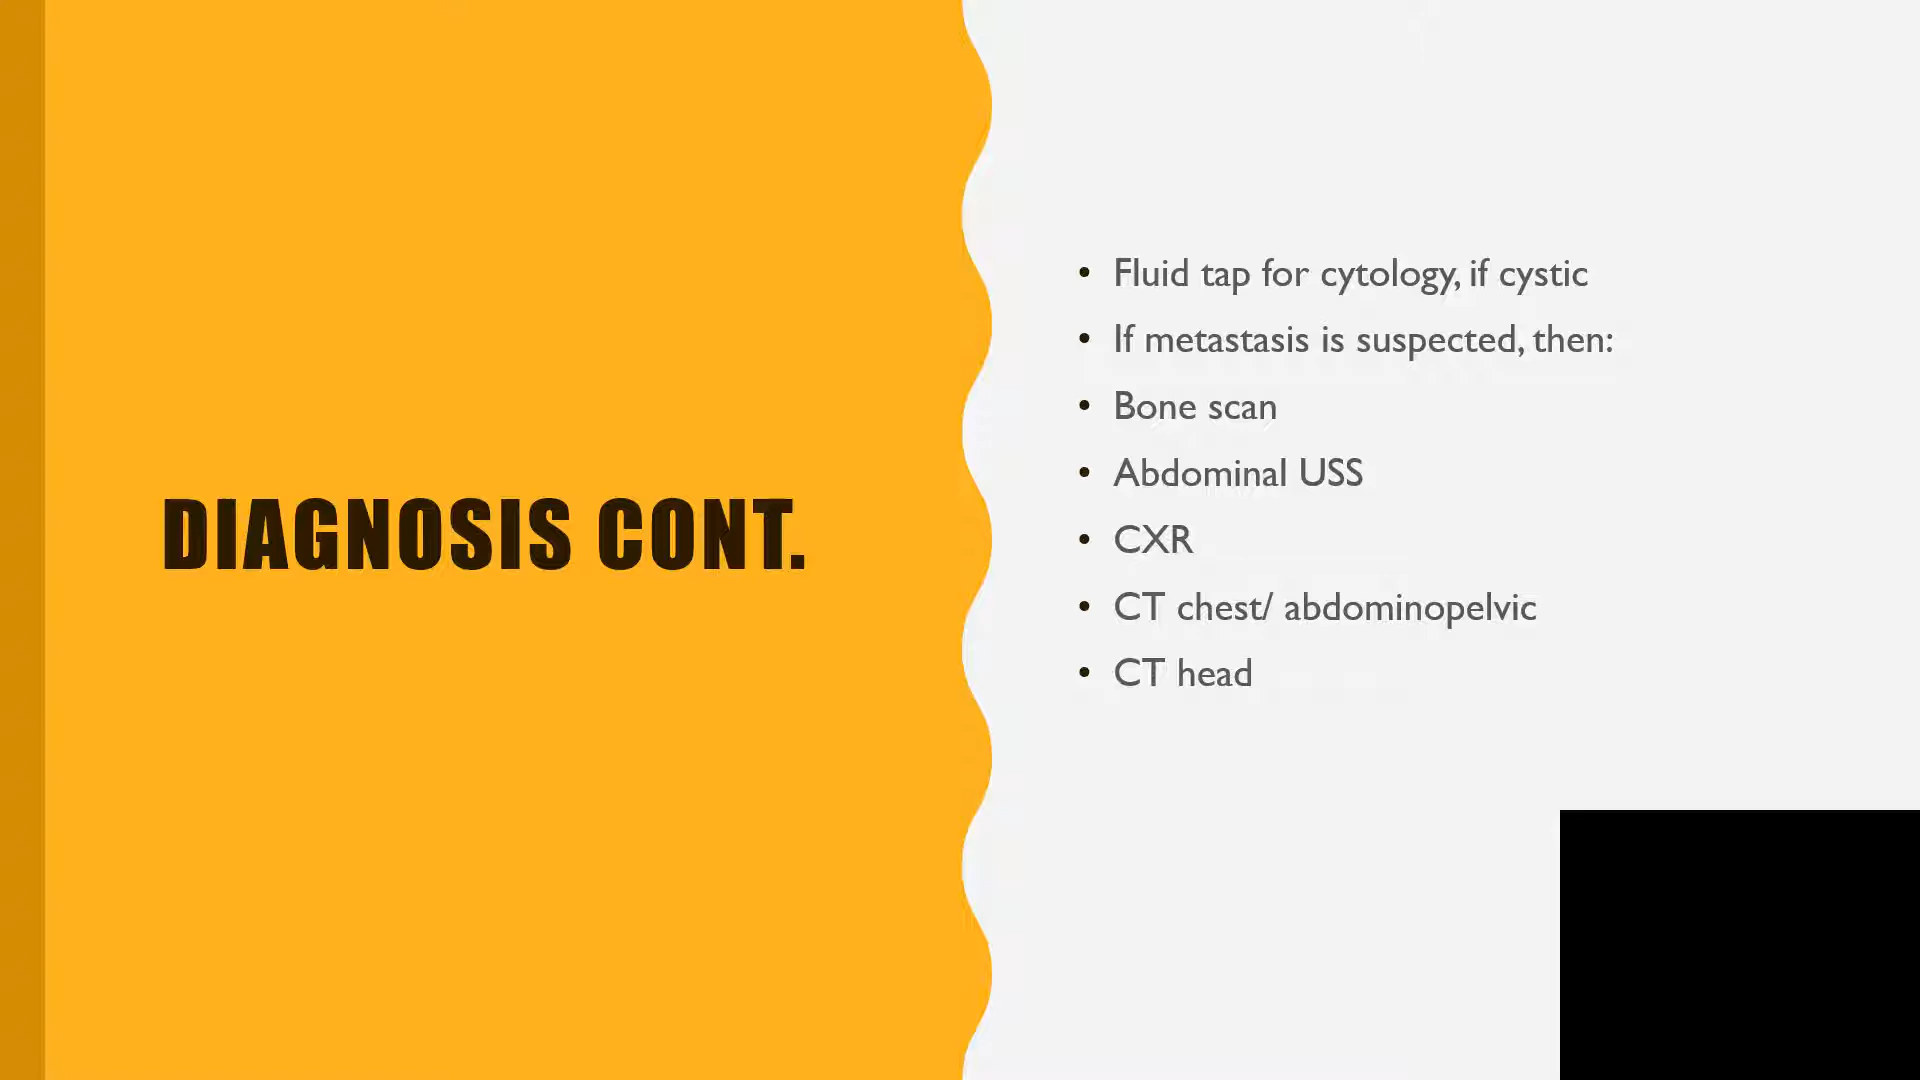 DIAGNOSIS CONT.
• Fluid tap for cytology, if cystic
• If metastasis is suspected, then:
• Bone scan
• Abdominal USS
• CXR
• CT chest/ abdominopelvic
• CT head